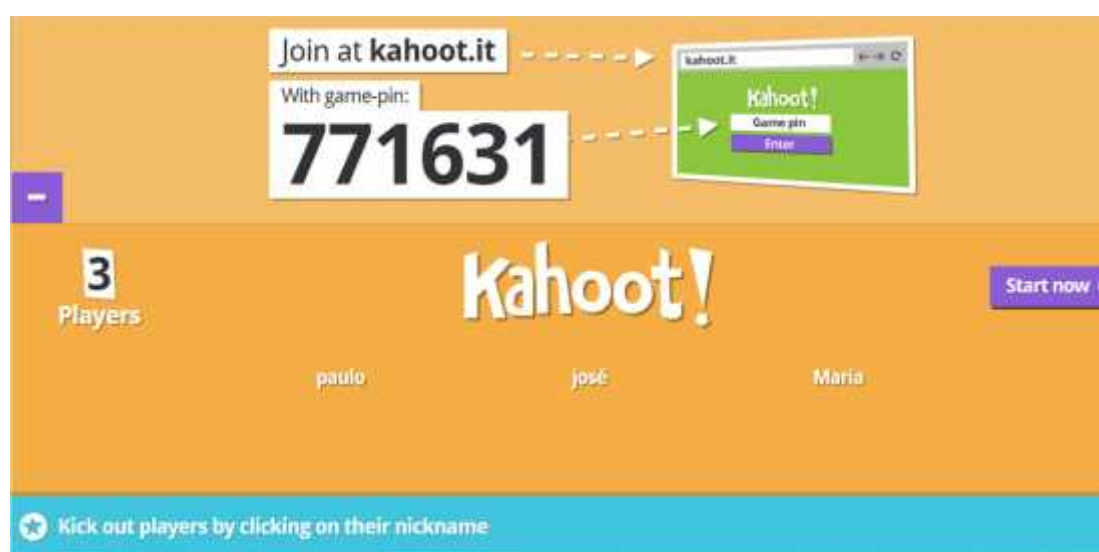 Join at kahoot.it
With game-pin:
771631
kahoot.it
Kahoot!
Game pin
Enter
3
Players
Kahoot!
Start now
paulo
josé
Maria
Kick out players by clicking on their nickname